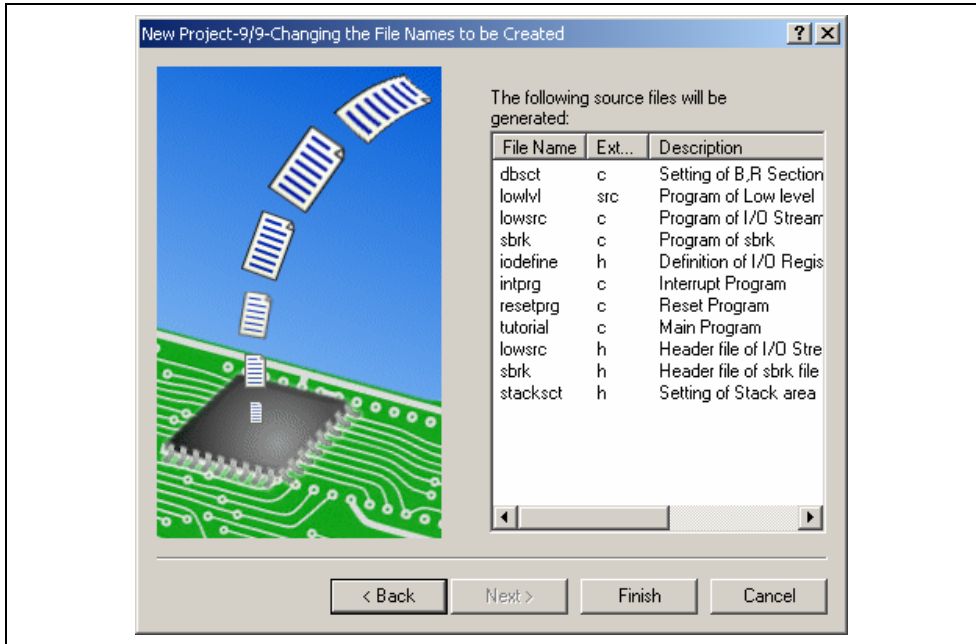 New Project-9/9-Changing the File Names to be Created
The following source files will be
generated:
File Name Ext... Description
dbsct c Setting of B,R Section
lowlvl src Program of Low level
lowsrc c Program of I/O Stream
sbrk c Program of sbrk
iodefine h Definition of I/O Regis
intprg c Interrupt Program
resetprg c Reset Program
tutorial c Main Program
lowsrc h Header file of I/O Stre
sbrk h Header file of sbrk file
stacksct h Setting of Stack area
< Back Next > Finish Cancel